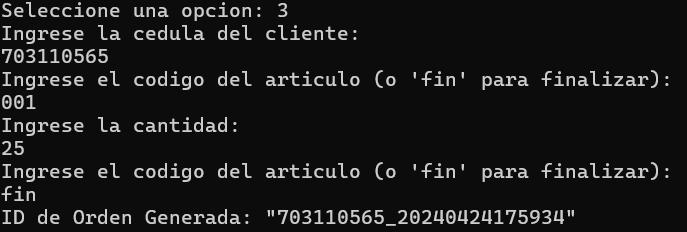 Seleccione una opcion: 3
Ingrese la cedula del cliente:
703110565
Ingrese el codigo del articulo (o 'fin' para finalizar):
001
Ingrese la cantidad:
25
Ingrese el codigo del articulo (o 'fin' para finalizar):
fin
ID de Orden Generada: "703110565_20240424175934"